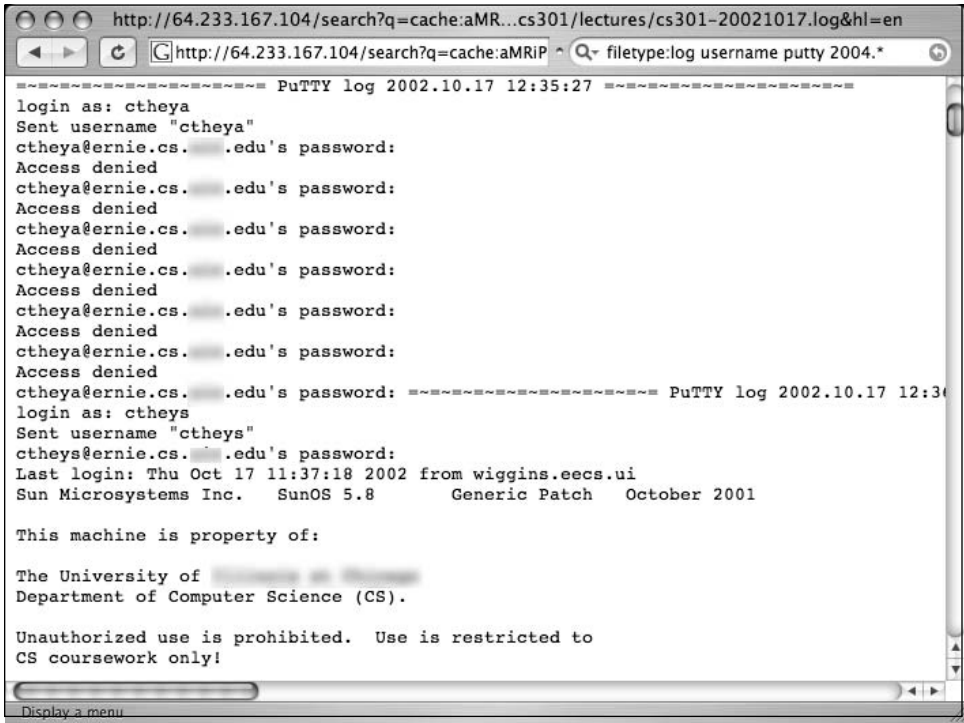 http://64.233.167.104/search?q=cache:aMR...cs301/lectures/cs301-20021017.log&hl=en
G http://64.233.167.104/search?q=cache:aMRiP Q filetype:log username putty 2004.*
=~=~=~=~=~=~=~=~=~=~=~= PuTTY log 2002.10.17 12:35:27 =~=~=~=~=~=~=~=~=~=~=~=
login as: ctheya
Sent username "ctheya"
ctheya@ernie.cs. .edu's password:
Access denied
ctheya@ernie.cs. .edu's password:
Access denied
ctheya@ernie.cs. .edu's password:
Access denied
ctheya@ernie.cs. .edu's password:
Access denied
ctheya@ernie.cs. .edu's password:
Access denied
ctheya@ernie.cs. .edu's password:
Access denied
ctheya@ernie.cs. .edu's password: =~=~=~=~=~=~=~=~=~=~=~= PuTTY log 2002.10.17 12:3
login as: ctheys
Sent username "ctheys"
ctheys@ernie.cs. .edu's password:
Last login: Thu Oct 17 11:37:18 2002 from wiggins.eecs.ui
Sun Microsystems Inc. SunOS 5.8 Generic Patch October 2001
This machine is property of:
The University of
Department of Computer Science (CS).
Unauthorized use is prohibited. Use is restricted to
CS coursework only!
Display a menu